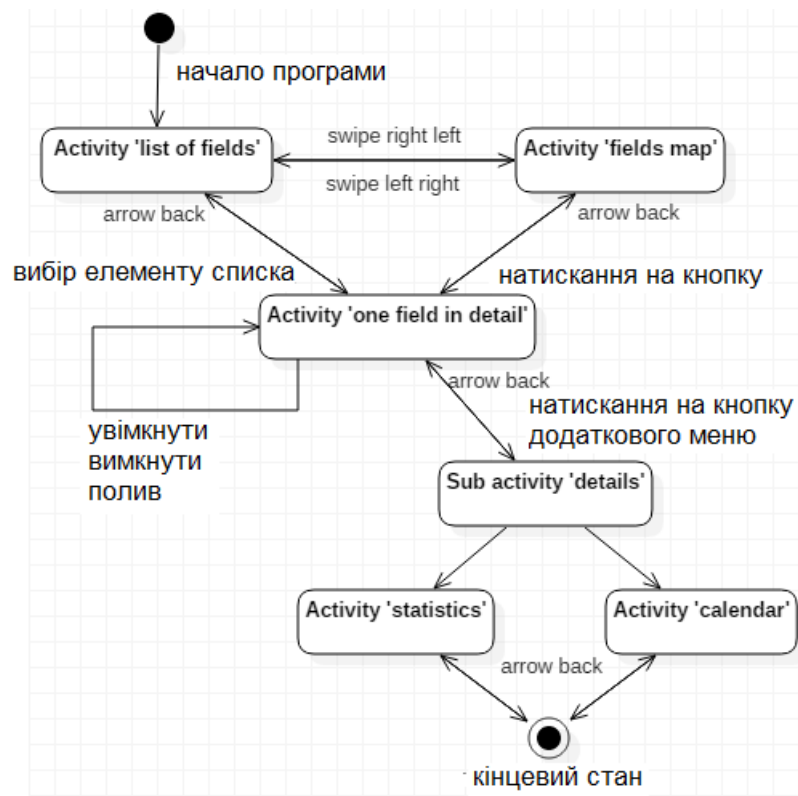 начало програми
Activity 'list of fields'
swipe right left
Activity 'fields map'
swipe left right
arrow back
arrow back
вибір елементу списка
натискання на кнопку
Activity 'one field in detail'
arrow back
натискання на кнопку
додаткового меню
увімкнути
вимкнути
полив
Sub activity 'details'
Activity 'statistics'
Activity 'calendar'
arrow back
кінцевий стан